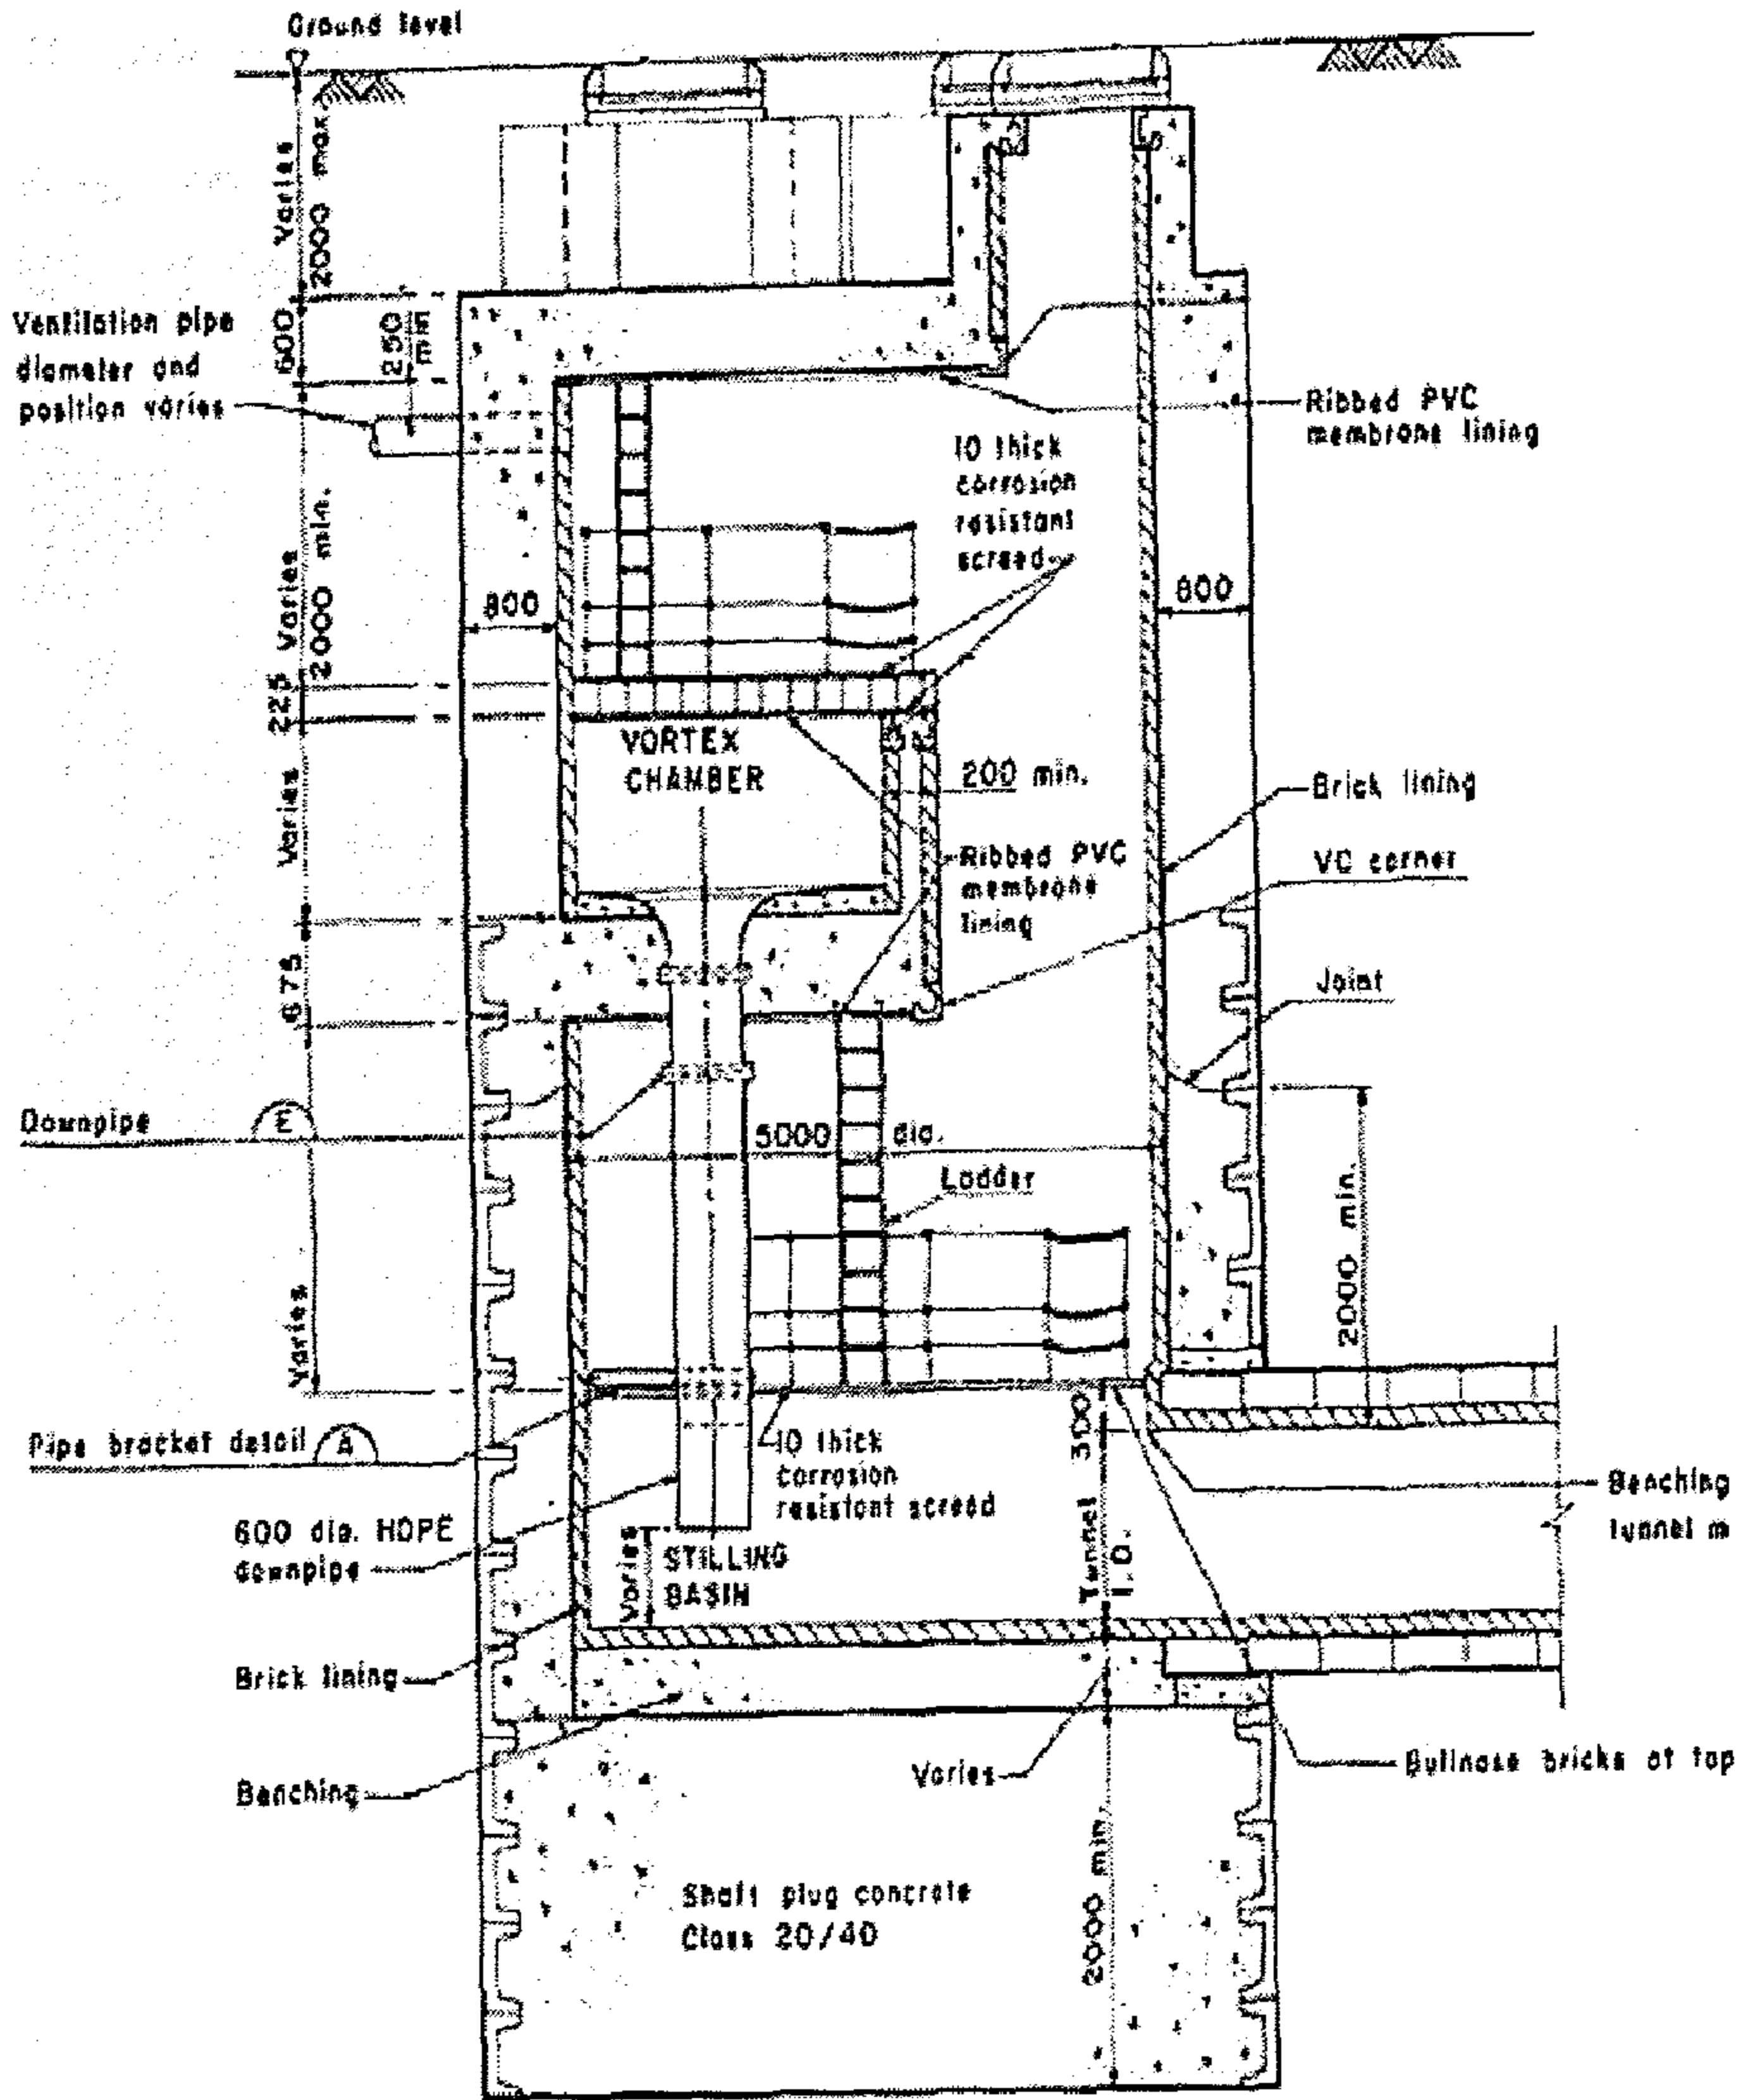 Ground level
Varies
2000 max.
Ventilation pipe
diameter and
position varies
600
250
Ribbed PVC
membrane lining
10 thick
corrosion
resistant
screed
Varies
2000 min.
800
800
225
VORTEX
CHAMBER
200 min.
Brick lining
Varies
Ribbed PVC
membrane
lining
VC corner
675
Joint
Downpipe
E
5000 dia.
Ladder
2000 min.
Varies
Pipe bracket detail
A
10 thick
corrosion
resistant screed
300
Tunnel
I.D.
Benching
tunnel m
600 dia. HDPE
downpipe
Varies
STILLING
BASIN
Brick lining
Benching
Varies
Bullnose bricks at top
2000 min.
Shaft plug concrete
Class 20/40